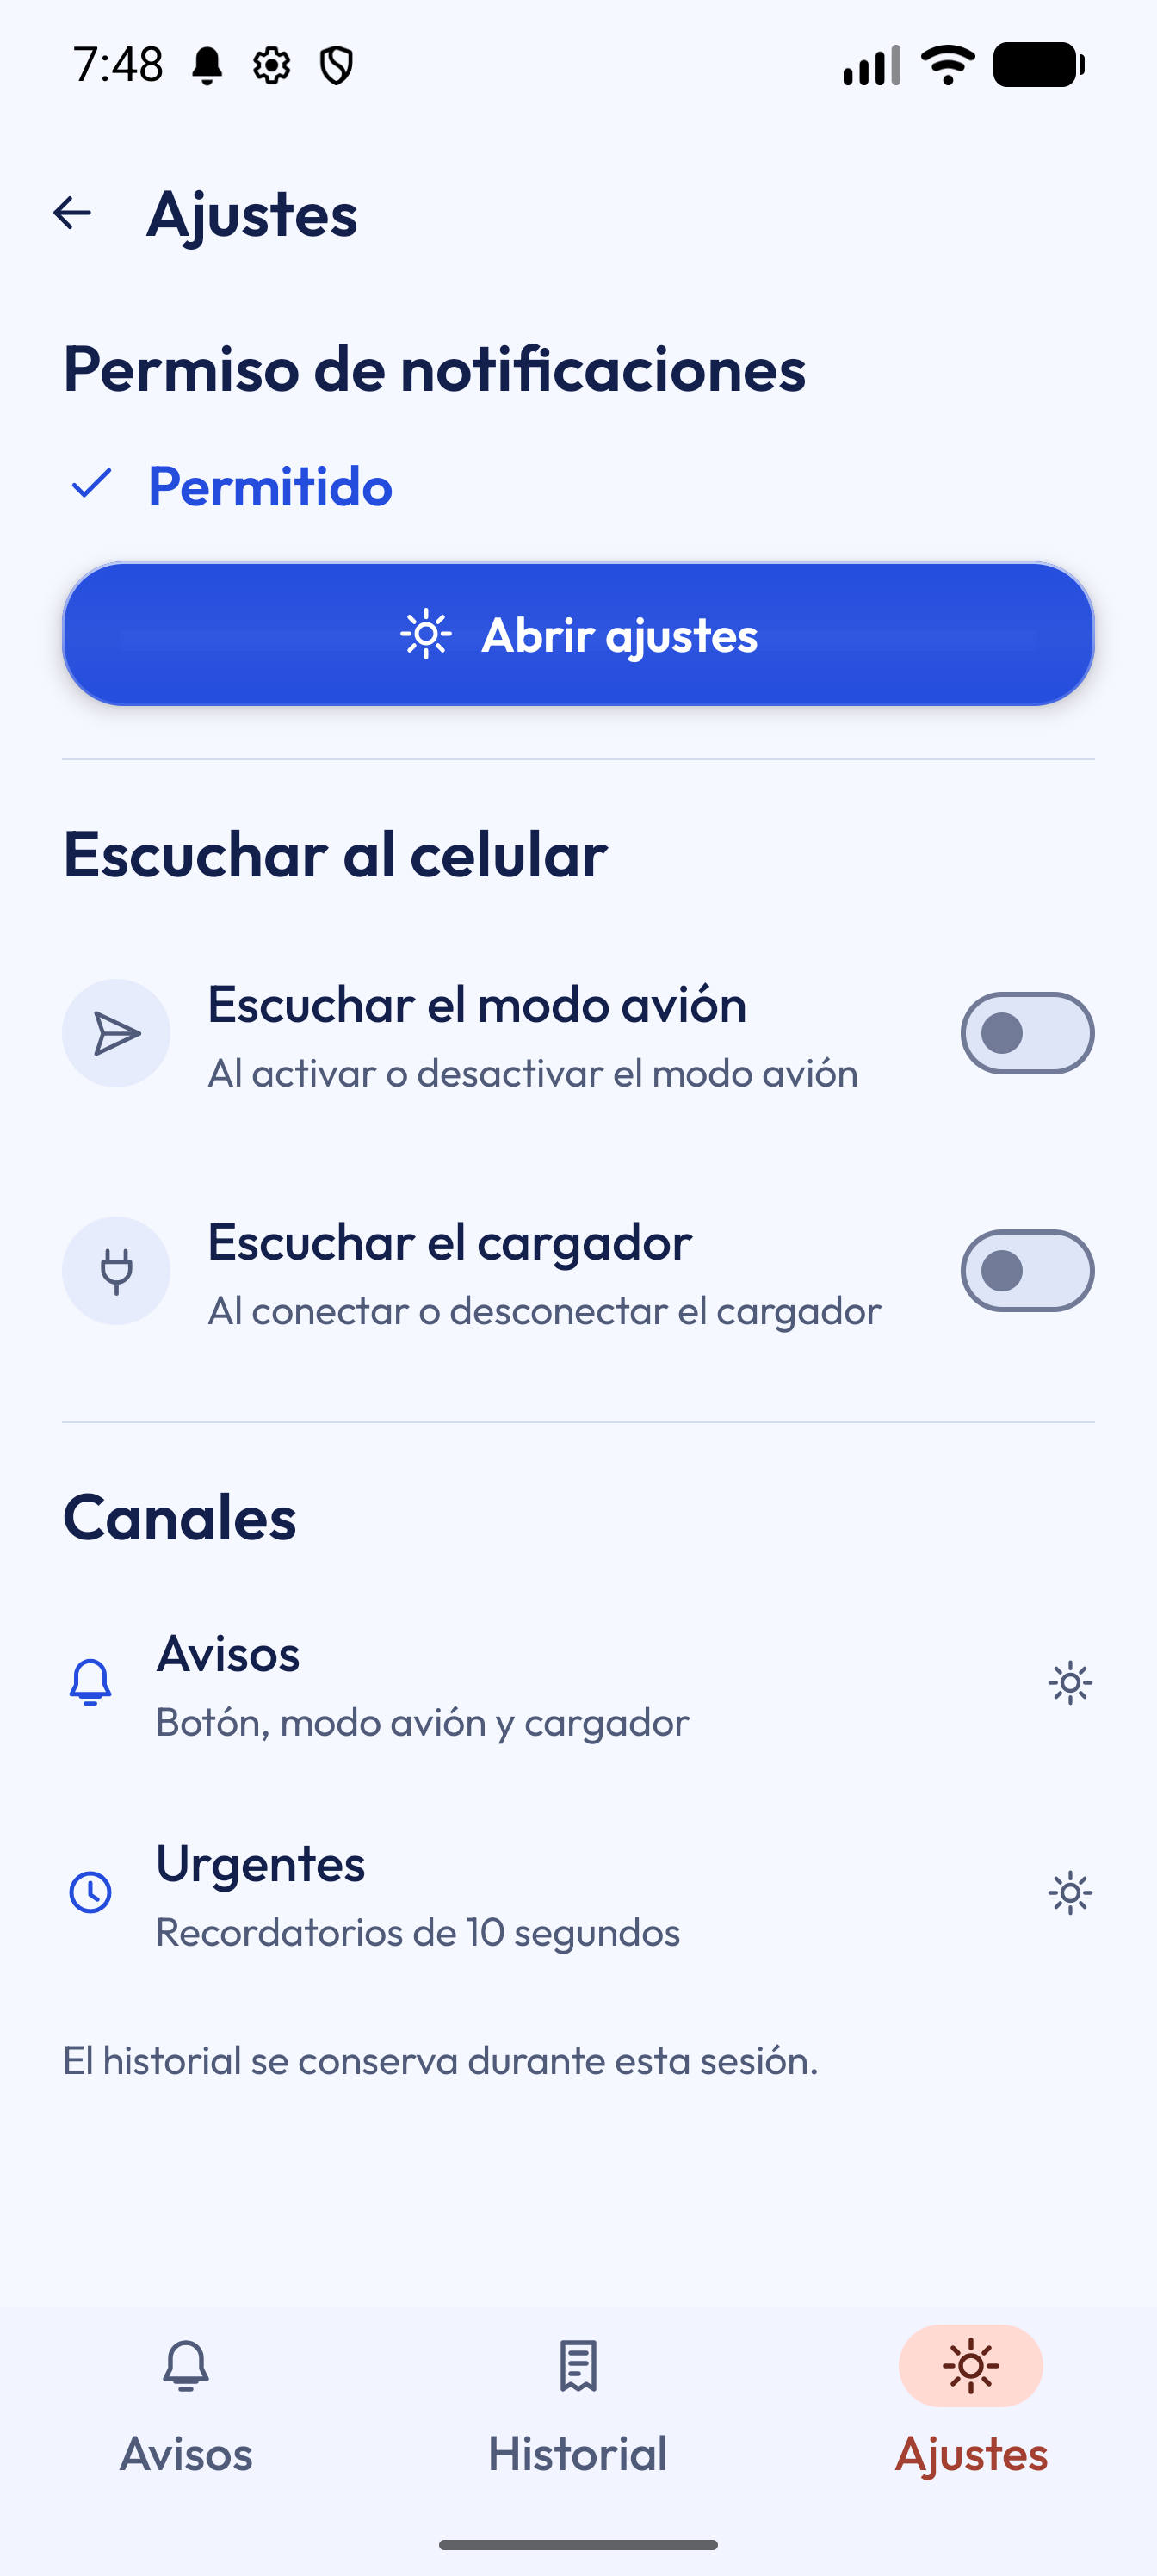 7:48
Ajustes
Permiso de notificaciones
Permitido
Abrir ajustes
Escuchar al celular
Escuchar el modo avión
Al activar o desactivar el modo avión
Escuchar el cargador
Al conectar o desconectar el cargador
Canales
Avisos
Botón, modo avión y cargador
Urgentes
Recordatorios de 10 segundos
El historial se conserva durante esta sesión.
Avisos
Historial
Ajustes